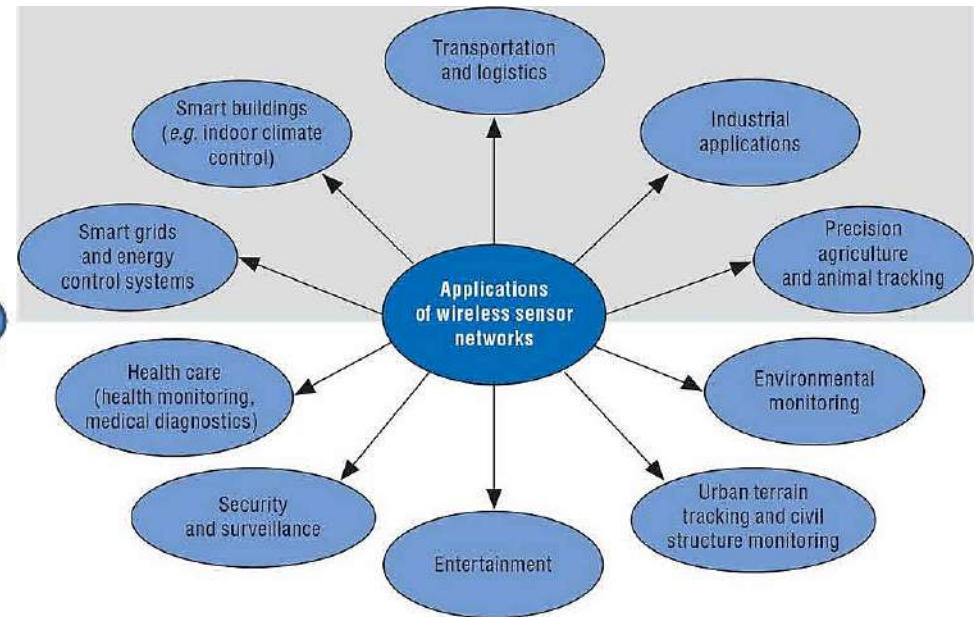 Transportation
and logistics
Smart buildings
(e.g. indoor climate
control)
Industrial
applications
Smart grids
and energy
control systems
Precision
agriculture
and animal tracking
Applications
of wireless sensor
networks
Health care
(health monitoring,
medical diagnostics)
Environmental
monitoring
Security
and surveillance
Urban terrain
tracking and civil
structure monitoring
Entertainment